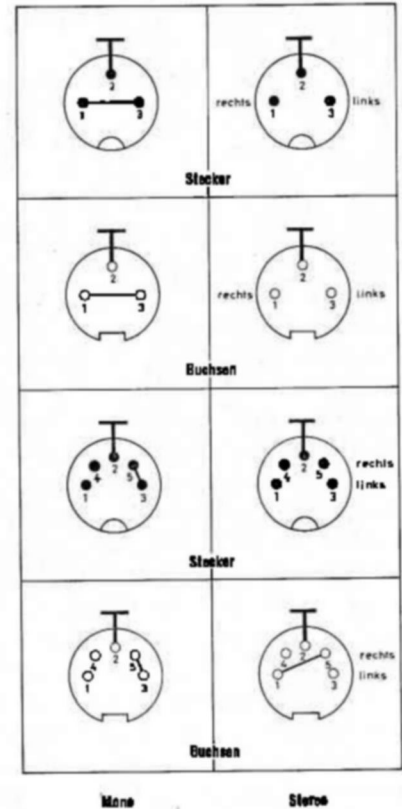 2 2
rechts links
1 3 1 3
Stecker
2 2
rechts links
1 3 1 3
Buchsen
2 2
4 5 4 5 rechts
1 3 1 3 links
Stecker
2 2
4 5 4 5 rechts
1 3 1 3 links
Buchsen
Mono Stereo